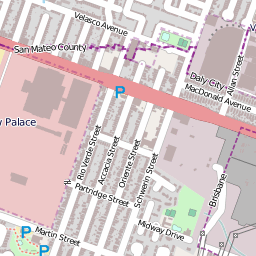 Velasco Avenue
San Mateo County
Daly City
Allan Street
MacDonald Avenue
P
Palace
Rio Verde Street
Accacia Street
Oriente Street
Schwerin Street
Partridge Street
Brisbane
Midway Drive
Martin Street
P
P